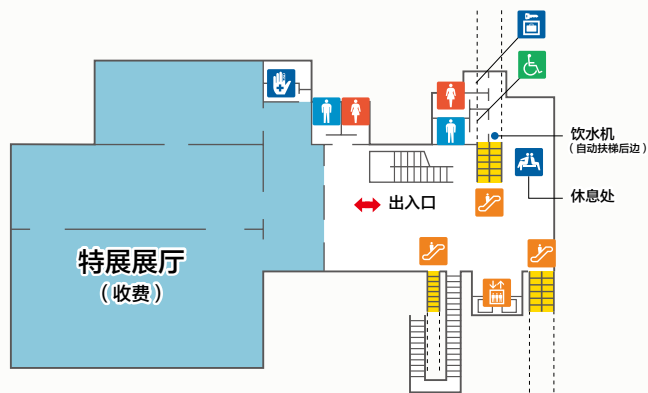 饮水机
（自动扶梯后边）
休息处
出入口
特展展厅
（收费）